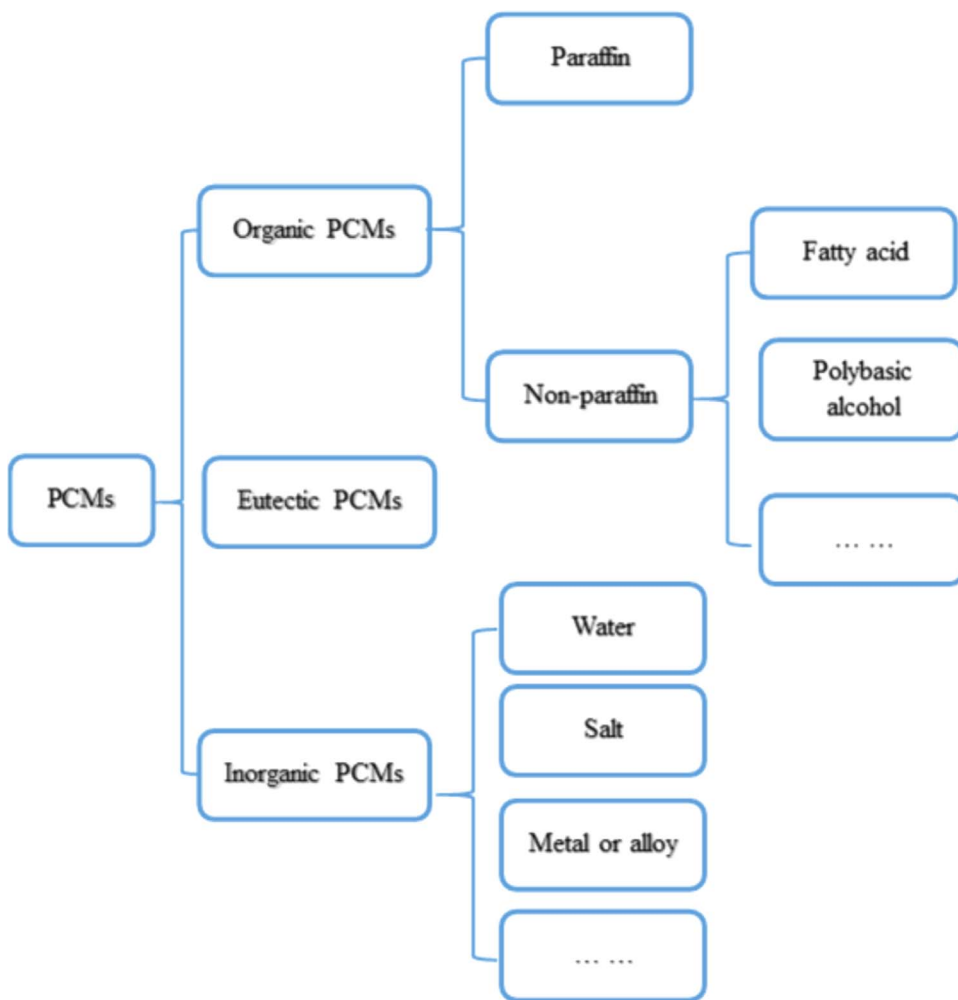 Paraffin
Organic PCMs
Fatty acid
Polybasic
alcohol
Non-paraffin
PCMs
Eutectic PCMs
... ...
Water
Salt
Inorganic PCMs
Metal or alloy
... ...